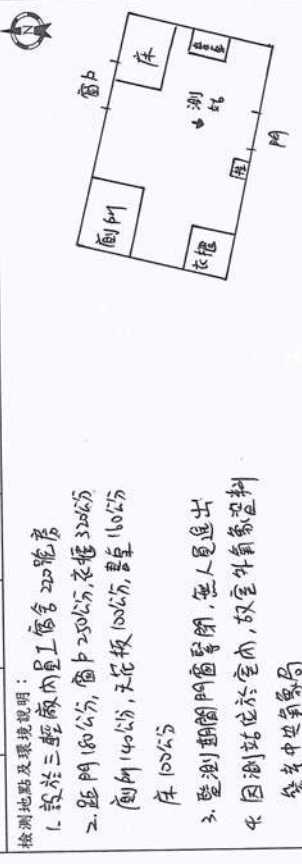 檢測地點及環境說明：
1. 設於三輕廠內員工宿舍222號房
2. 距門180公分,窗戶250公分,衣櫃320公分
廁所140公分,天花板100公分,書桌160公分
床100公分
3. 監測期間門窗緊閉,無人員進出
4. 因測站位於室內,故室外氣象資料
參考中央氣象局
N
窗戶
床
書桌
廁所
測站
衣櫃
門